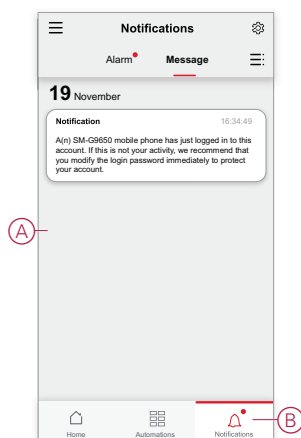 Notifications
Alarm Message
19 November
Notification 16:34:49
A(n) SM-G9650 mobile phone has just logged in to this
account. If this is not your activity, we recommend that
you modify the login password immediately to protect
your account.
A
B
Home Automations Notifications